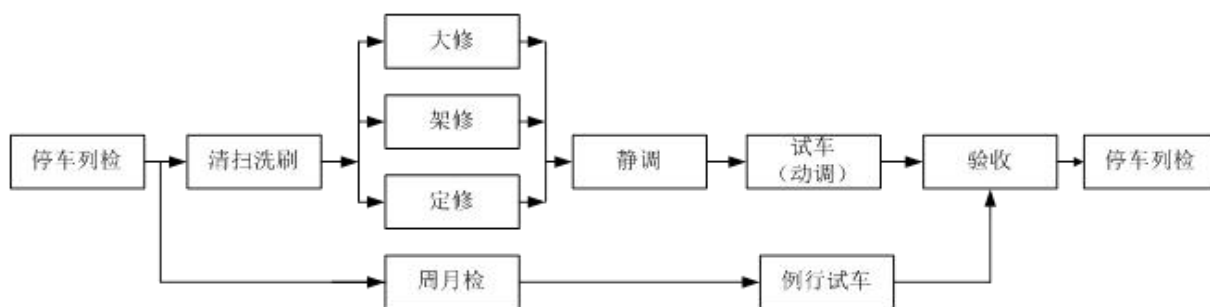 大修
架修
停车列检
清扫洗刷
定修
静调
试车
（动调）
验收
停车列检
周月检
例行试车